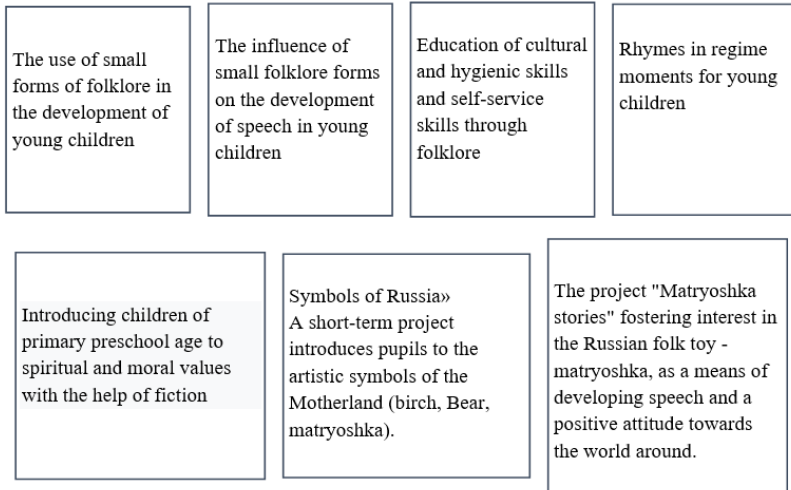 The use of small
forms of folklore in
the development of
young children
The influence of
small folklore forms
on the development
of speech in young
children
Education of cultural
and hygienic skills
and self-service
skills through
folklore
Rhymes in regime
moments for young
children
Introducing children of
primary preschool age to
spiritual and moral values
with the help of fiction
Symbols of Russia»
A short-term project
introduces pupils to the
artistic symbols of the
Motherland (birch, Bear,
matryoshka).
The project "Matryoshka
stories" fostering interest in
the Russian folk toy -
matryoshka, as a means of
developing speech and a
positive attitude towards
the world around.